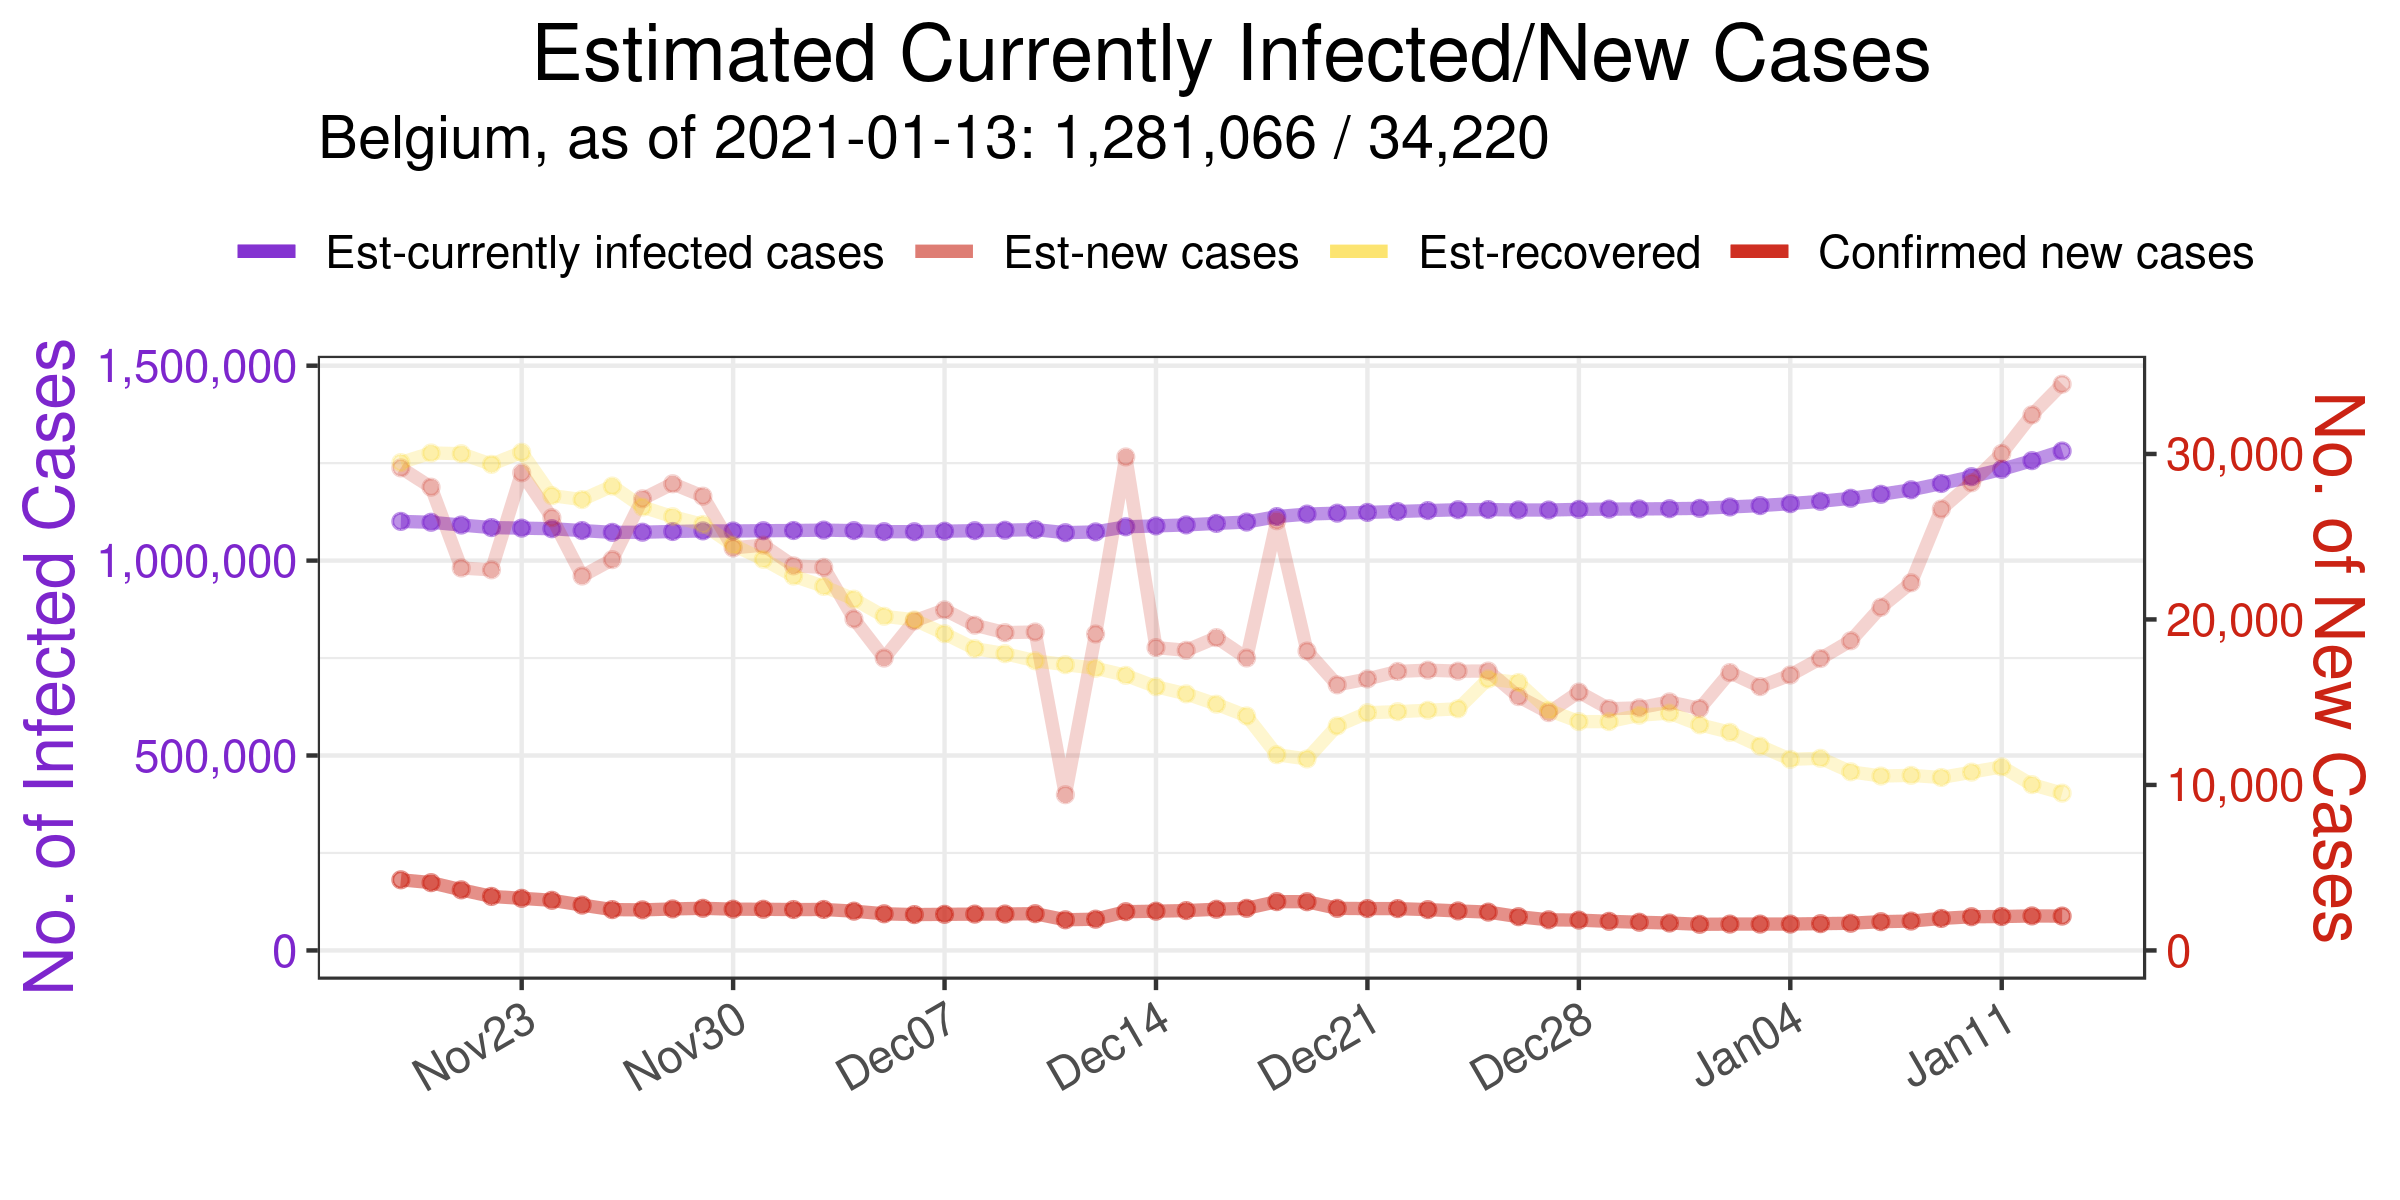 Estimated Currently Infected/New Cases
Belgium, as of 2021-01-13: 1,281,066 / 34,220
Est-currently infected cases Est-new cases Est-recovered Confirmed new cases
No. of Infected Cases
1,500,000
1,000,000
500,000
0
30,000
20,000
10,000
0
No. of New Cases
Nov23 Nov30 Dec07 Dec14 Dec21 Dec28 Jan04 Jan11